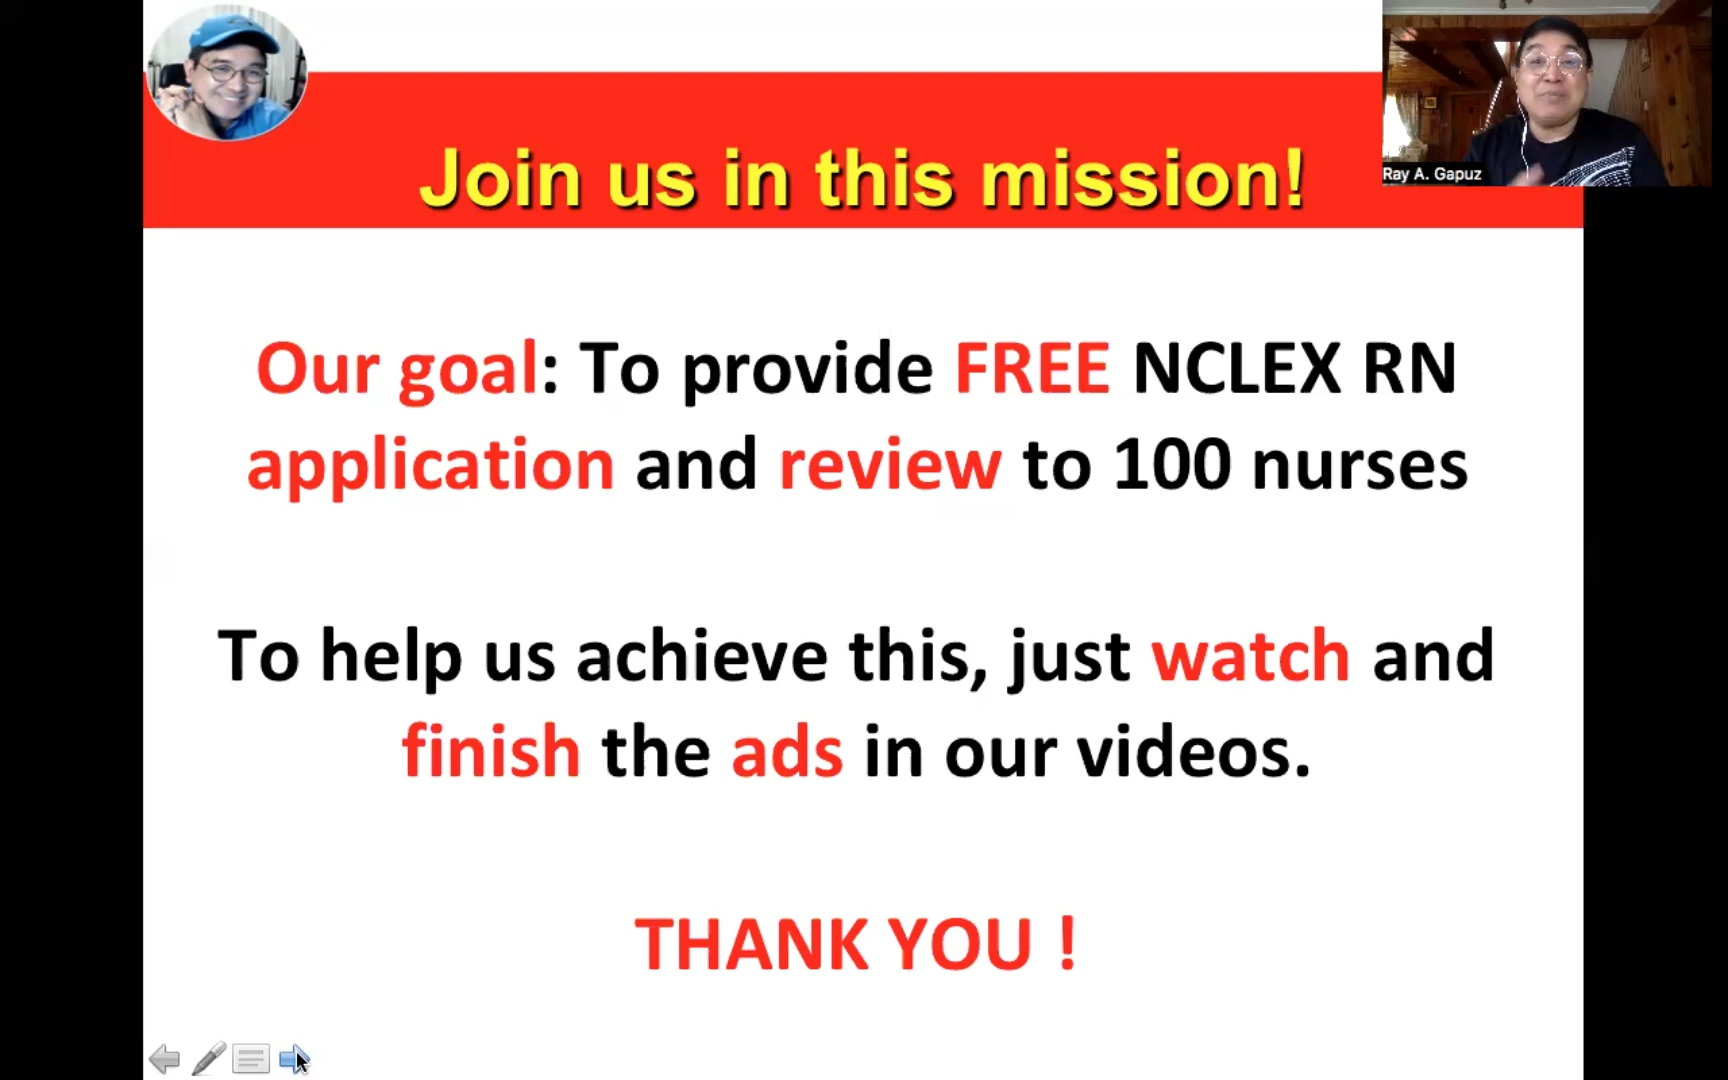 Join us in this mission!
Ray A. Gapuz
Our goal: To provide FREE NCLEX RN
application and review to 100 nurses
To help us achieve this, just watch and
finish the ads in our videos.
THANK YOU !